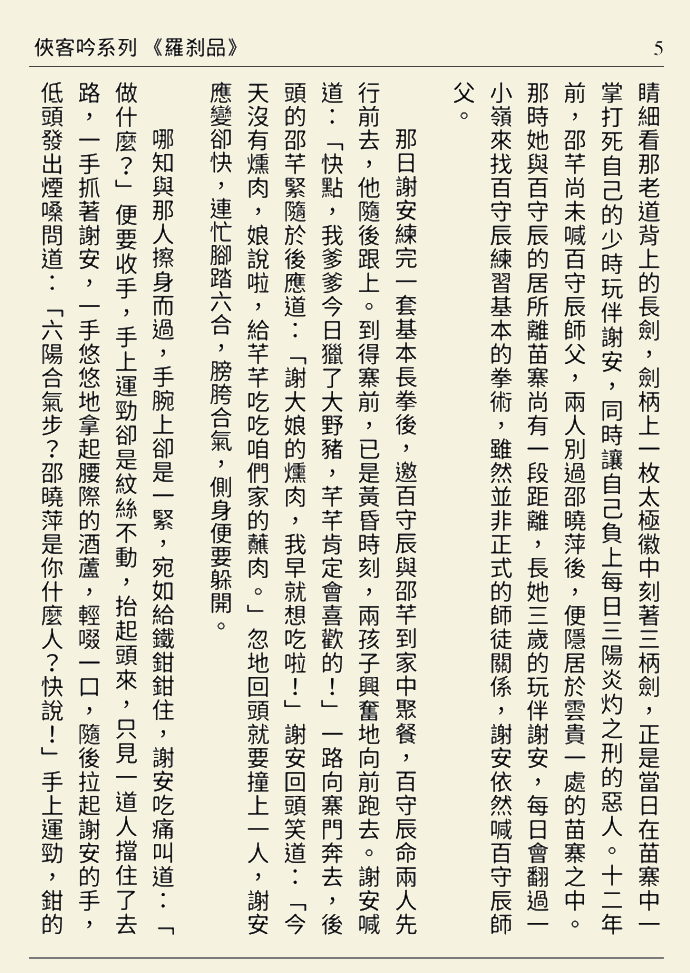 俠客吟系列 《羅剎品》
5
睛細看那老道背上的長劍，劍柄上一枚太極徽中刻著三柄劍，正是當日在苗寨中一
掌打死自己的少時玩伴謝安，同時讓自己負上每日三陽炎灼之刑的惡人。十二年
前，邵芊尚未喊百守辰師父，兩人別過邵曉萍後，便隱居於雲貴一處的苗寨之中。
那時她與百守辰的居所離苗寨尚有一段距離，長她三歲的玩伴謝安，每日會翻過一
小嶺來找百守辰練習基本的拳術，雖然並非正式的師徒關係，謝安依然喊百守辰師
父。
那日謝安練完一套基本長拳後，邀百守辰與邵芊到家中聚餐，百守辰命兩人先
行前去，他隨後跟上。到得寨前，已是黃昏時刻，兩孩子興奮地向前跑去。謝安喊
道：「快點，我爹爹今日獵了大野豬，芊芊肯定會喜歡的！」一路向寨門奔去，後
頭的邵芊緊隨於後應道：「謝大娘的燻肉，我早就想吃啦！」謝安回頭笑道：「今
天沒有燻肉，娘說啦，給芊芊吃吃咱們家的蘸肉。」忽地回頭就要撞上一人，謝安
應變卻快，連忙腳踏六合，膀胯合氣，側身便要躲開。
哪知與那人擦身而過，手腕上卻是一緊，宛如給鐵鉗鉗住，謝安吃痛叫道：「
做什麼？」便要收手，手上運勁卻是紋絲不動，抬起頭來，只見一道人擋住了去
路，一手抓著謝安，一手悠悠地拿起腰際的酒蘆，輕啜一口，隨後拉起謝安的手，
低頭發出煙嗓問道：「六陽合氣步？邵曉萍是你什麼人？快說！」手上運勁，鉗的